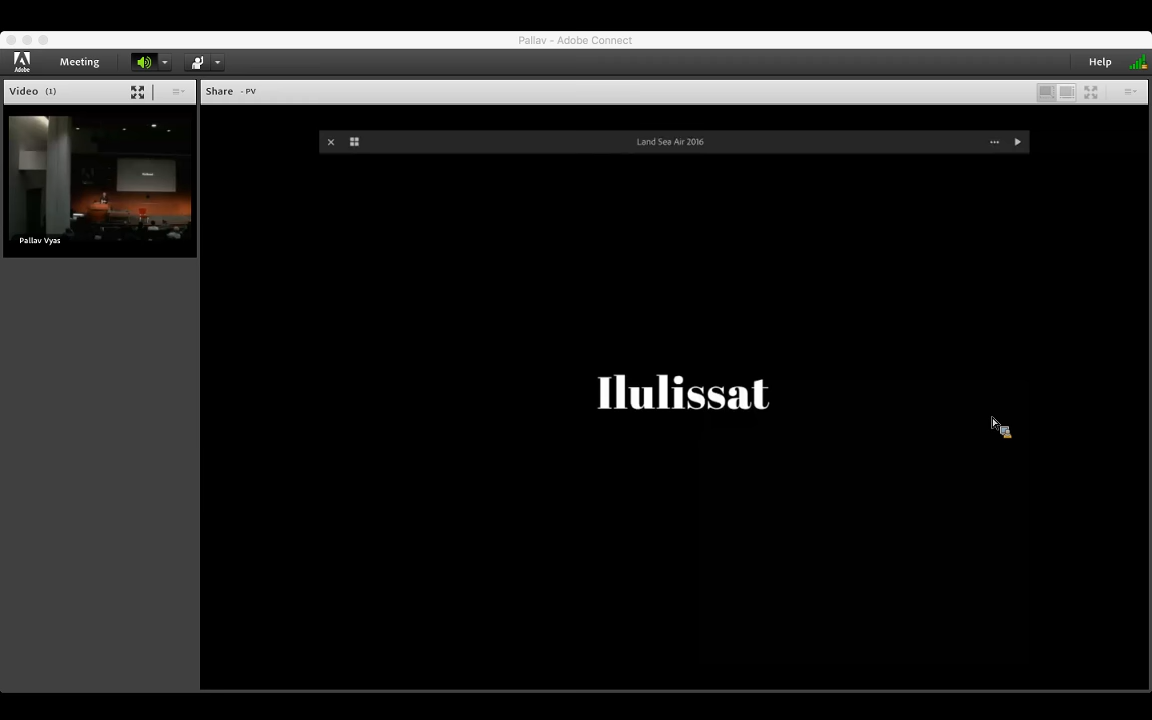 Pallav - Adobe Connect
Adobe
Meeting
Help
Video (1)
Share - PV
Land Sea Air 2016
Pallav Vyas
Ilulissat